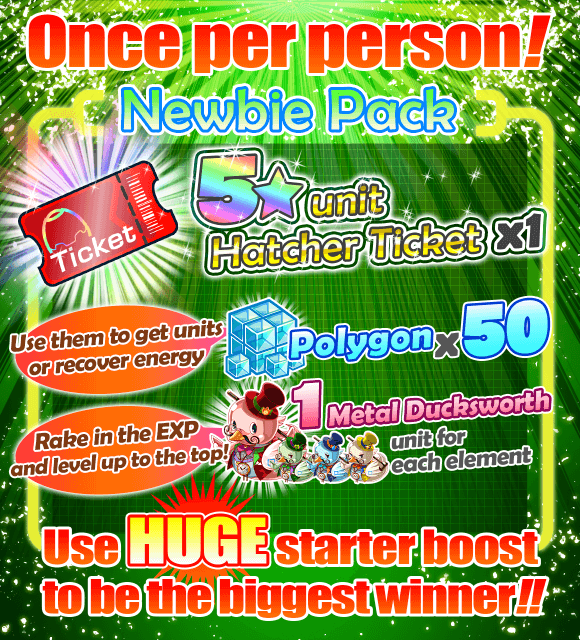 Once per person!
Newbie Pack
Ticket
5☆ unit
Hatcher Ticket x1
Use them to get units
or recover energy
Polygon x 50
Rake in the EXP
and level up to the top!
1 Metal Ducksworth
unit for
each element
Use HUGE starter boost
to be the biggest winner!!